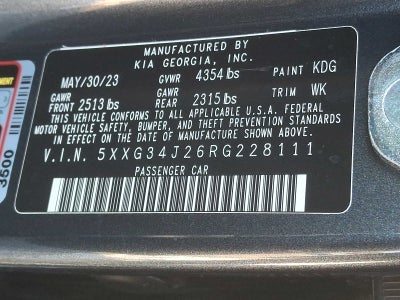 MANUFACTURED BY
KIA GEORGIA, INC.
MAY/30/23 GVWR 4354 lbs PAINT KDG
GAWR FRONT 2513 lbs GAWR REAR 2315 lbs TRIM WK
THIS VEHICLE CONFORMS TO ALL APPLICABLE U.S.A. FEDERAL
MOTOR VEHICLE SAFETY, BUMPER, AND THEFT PREVENTION STANDARDS
IN EFFECT ON THE DATE OF MANUFACTURE SHOWN ABOVE.
V.I.N. 5XXG34J26RG228111
PASSENGER CAR
3500